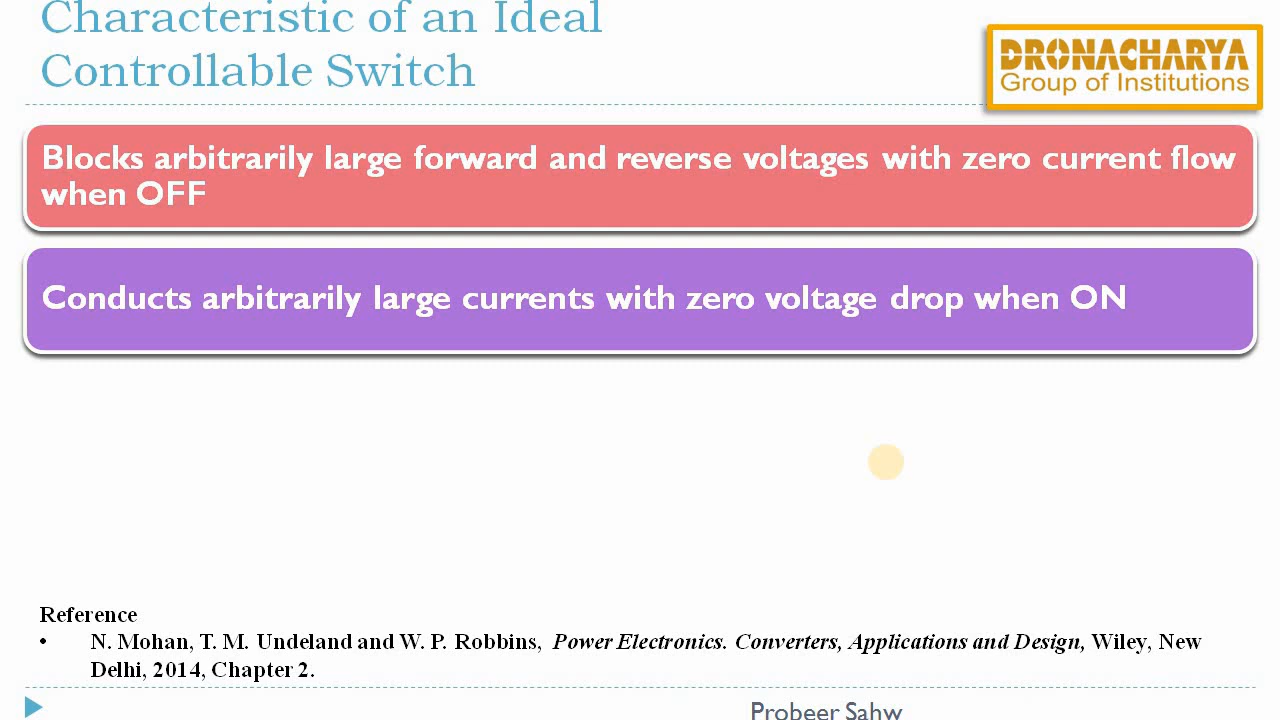 Characteristic of an Ideal
Controllable Switch
DRONACHARYA
Group of Institutions
Blocks arbitrarily large forward and reverse voltages with zero current flow
when OFF
Conducts arbitrarily large currents with zero voltage drop when ON
Reference
• N. Mohan, T. M. Undeland and W. P. Robbins, Power Electronics. Converters, Applications and Design, Wiley, New
Delhi, 2014, Chapter 2.
Probeer Sahw